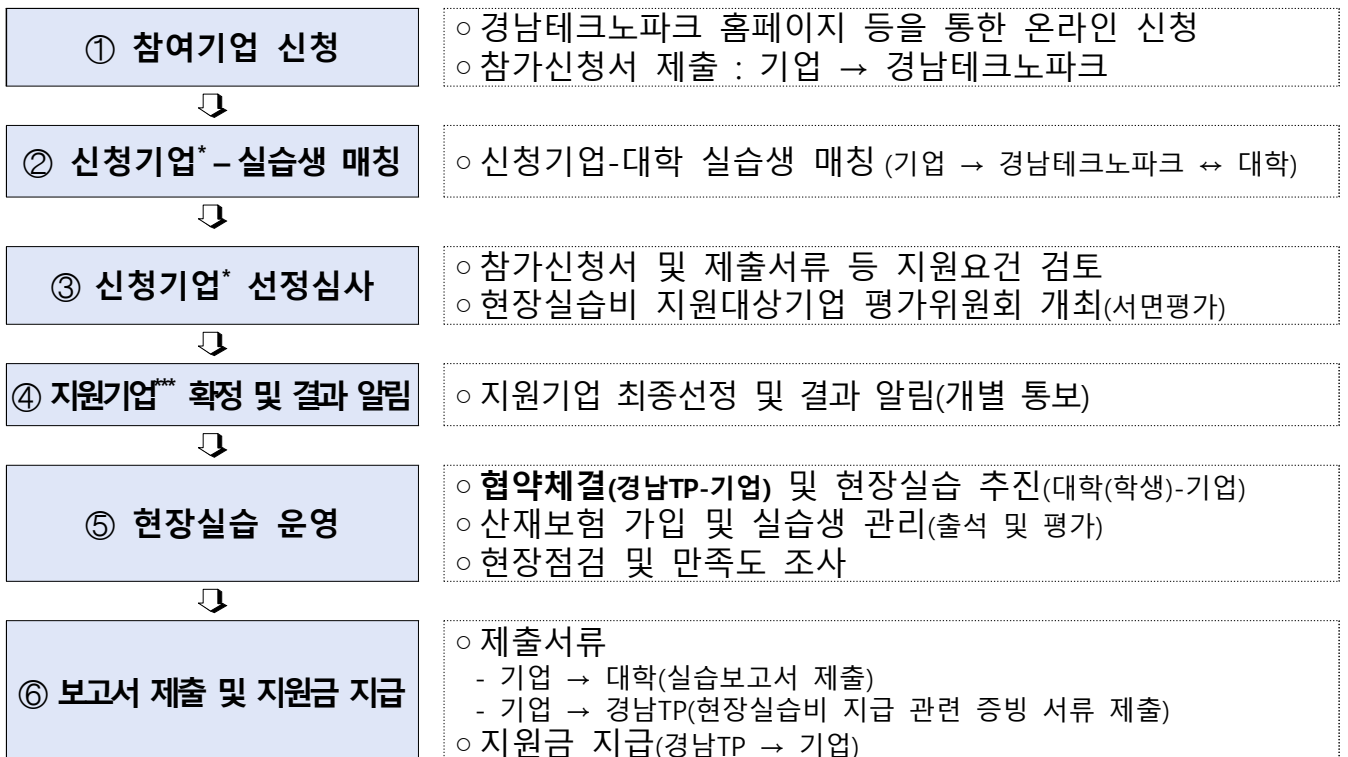 ① 참여기업 신청
○ 경남테크노파크 홈페이지 등을 통한 온라인 신청
○ 참가신청서 제출 : 기업 → 경남테크노파크
② 신청기업* – 실습생 매칭
○ 신청기업-대학 실습생 매칭 (기업 → 경남테크노파크 ↔ 대학)
③ 신청기업* 선정심사
○ 참가신청서 및 제출서류 등 지원요건 검토
○ 현장실습비 지원대상기업 평가위원회 개최(서면평가)
④ 지원기업*** 확정 및 결과 알림
○ 지원기업 최종선정 및 결과 알림(개별 통보)
⑤ 현장실습 운영
○ 협약체결(경남TP-기업) 및 현장실습 추진(대학(학생)-기업)
○ 산재보험 가입 및 실습생 관리(출석 및 평가)
○ 현장점검 및 만족도 조사
⑥ 보고서 제출 및 지원금 지급
○ 제출서류
- 기업 → 대학(실습보고서 제출)
- 기업 → 경남TP(현장실습비 지급 관련 증빙 서류 제출)
○ 지원금 지급(경남TP → 기업)